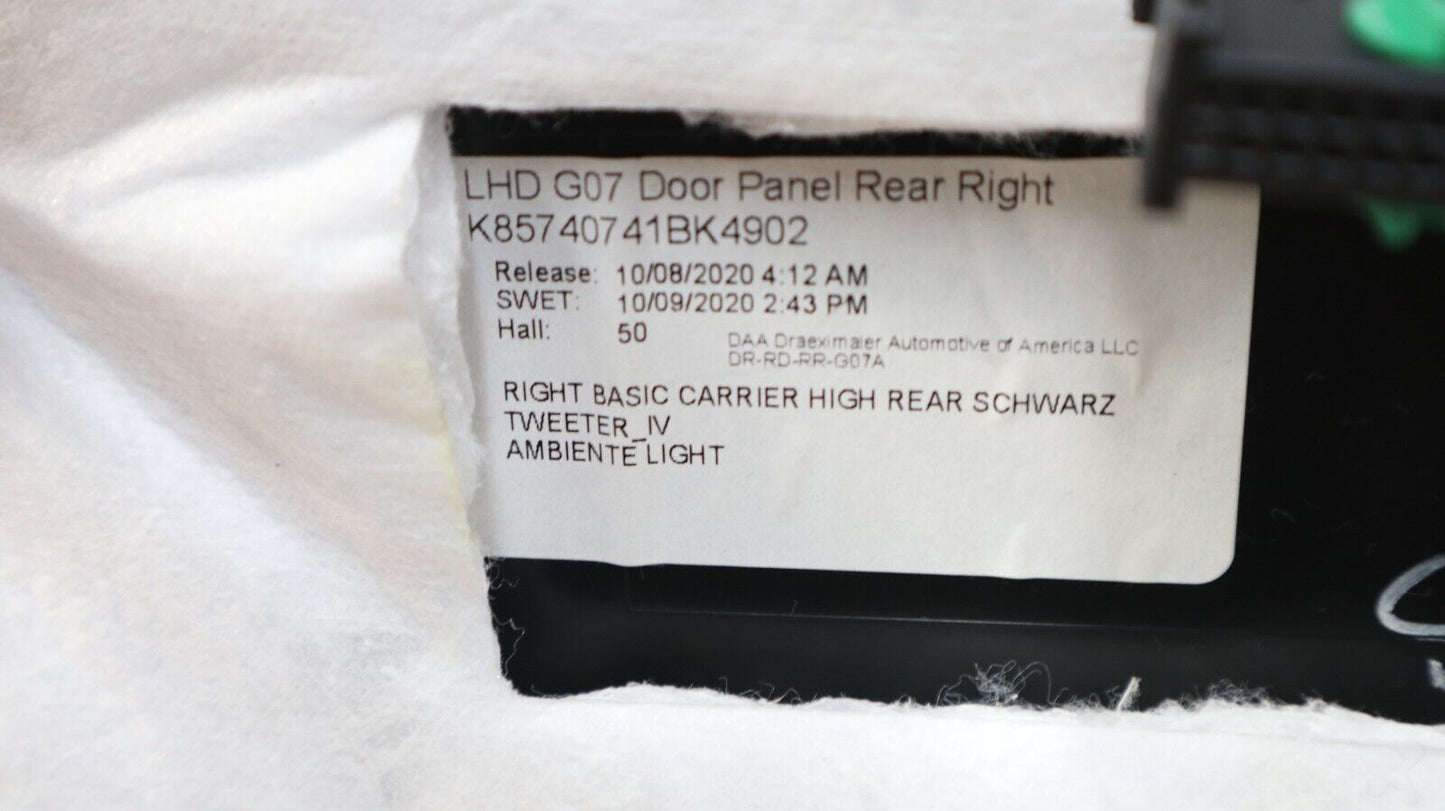 LHD G07 Door Panel Rear Right
K85740741BK4902
Release: 10/08/2020 4:12 AM
SWET: 10/09/2020 2:43 PM
Hall: 50
DAA Draeximaier Automotive of America LLC
DR-RD-RR-G07A
RIGHT BASIC CARRIER HIGH REAR SCHWARZ
TWEETER_IV
AMBIENTE LIGHT